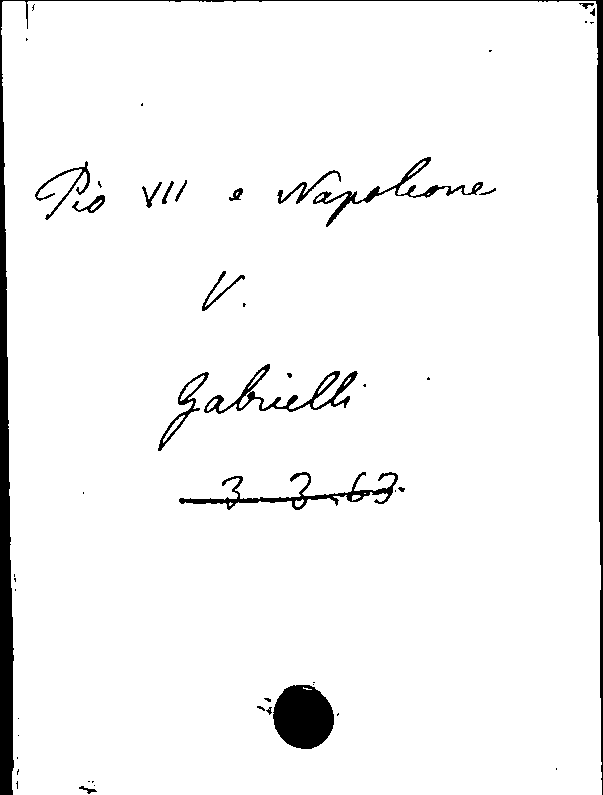 Pio VII e Napoleone
V.
Gabrielli
3 3.63.